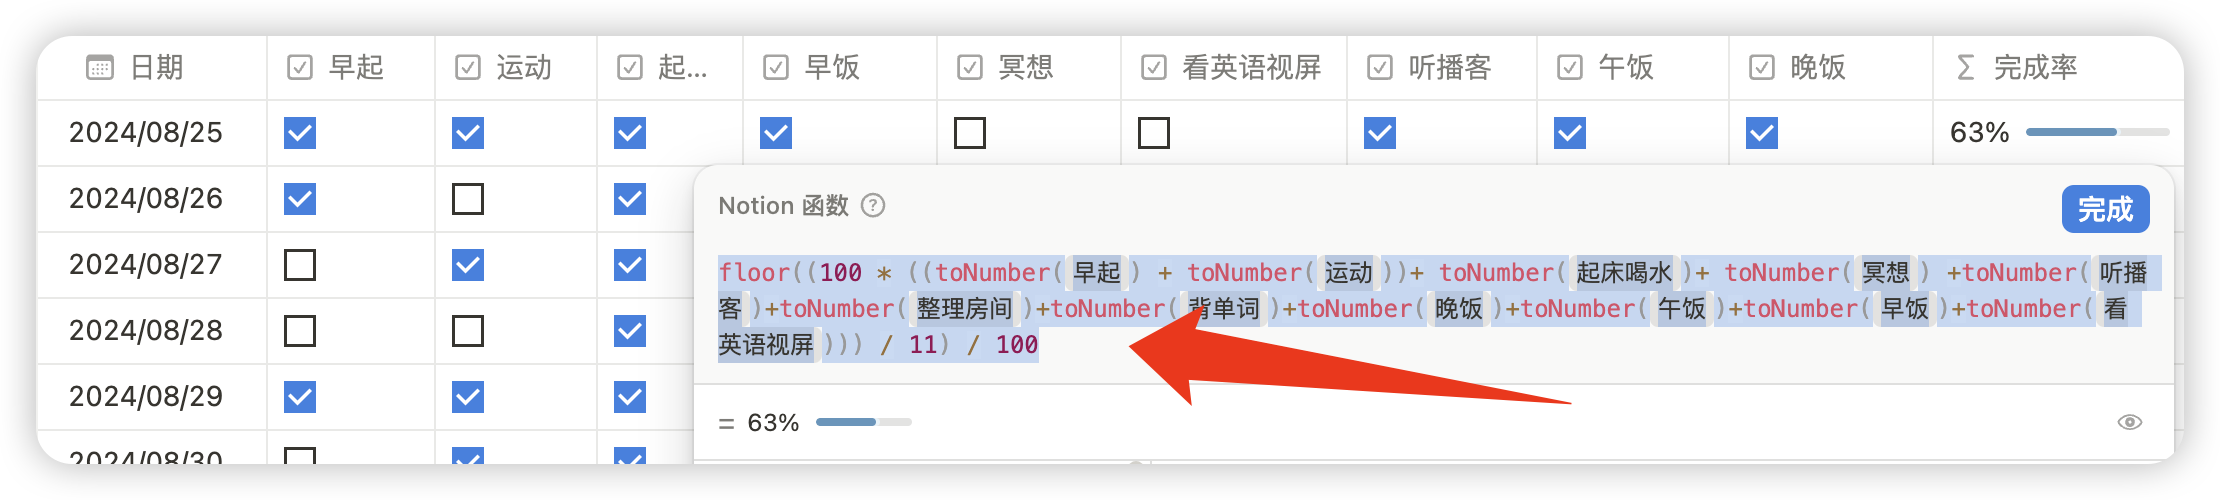 日期 早起 运动 起... 早饭 冥想 看英语视屏 听播客 午饭 晚饭 完成率
2024/08/25 63%
2024/08/26
2024/08/27
2024/08/28
2024/08/29
2024/08/30
Notion 函数 ?
完成
floor((100 * ((toNumber( 早起 ) + toNumber( 运动 ))+ toNumber( 起床喝水 )+ toNumber( 冥想 ) +toNumber( 听播
客 )+toNumber( 整理房间 )+toNumber( 背单词 )+toNumber( 晚饭 )+toNumber( 午饭 )+toNumber( 早饭 )+toNumber( 看
英语视屏 ))) / 11) / 100
= 63%